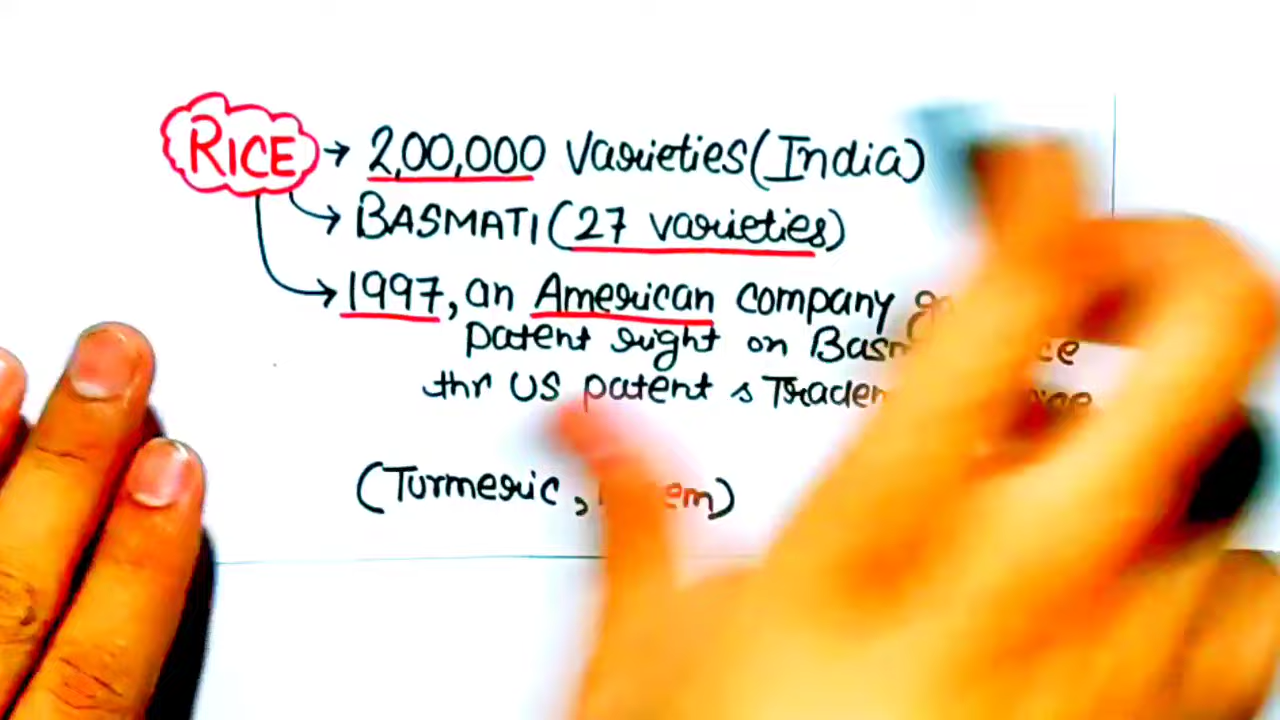 RICE → 2,00,000 Varieties (India)
→ BASMATI (27 varieties)
→ 1997, an American company
patent right on
thr US patent &
(Turmeric,